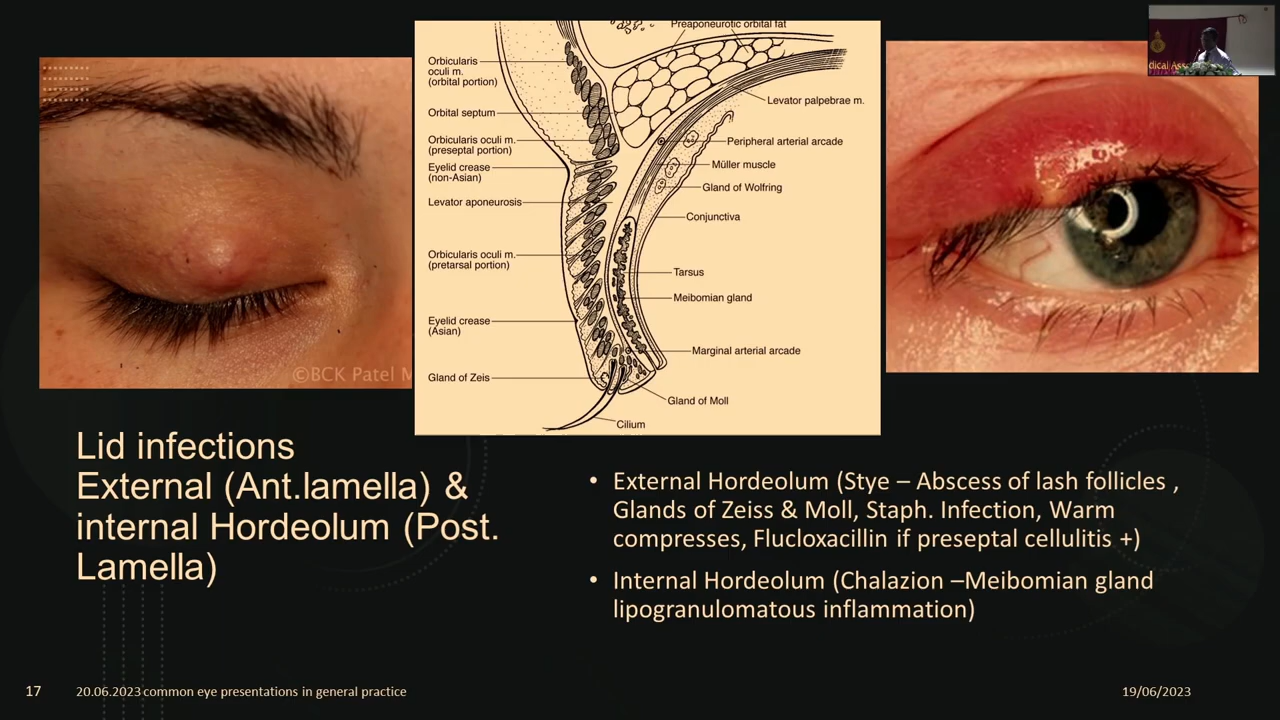 Preaponeurotic orbital fat
Orbicularis
oculi m.
(orbital portion)
Orbital septum
Orbicularis oculi m.
(preseptal portion)
Eyelid crease
(non-Asian)
Levator aponeurosis
Orbicularis oculi m.
(pretarsal portion)
Eyelid crease
(Asian)
Gland of Zeis
Levator palpebrae m.
Peripheral arterial arcade
Müller muscle
Gland of Wolfring
Conjunctiva
Tarsus
Meibomian gland
Marginal arterial arcade
Gland of Moll
Cilium
©BCK Patel M
Lid infections
External (Ant.lamella) &
internal Hordeolum (Post.
Lamella)
• External Hordeolum (Stye – Abscess of lash follicles ,
Glands of Zeiss & Moll, Staph. Infection, Warm
compresses, Flucloxacillin if preseptal cellulitis +)
• Internal Hordeolum (Chalazion –Meibomian gland
lipogranulomatous inflammation)
17
20.06.2023 common eye presentations in general practice
19/06/2023